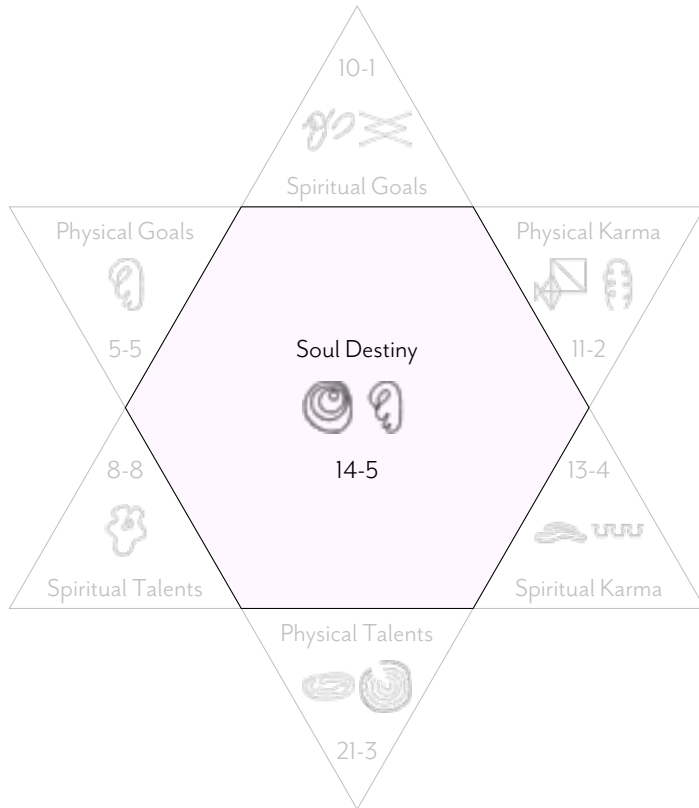 10-1
Spiritual Goals
Physical Goals
5-5
Physical Karma
11-2
Soul Destiny
14-5
8-8
Spiritual Talents
13-4
Spiritual Karma
Physical Talents
21-3